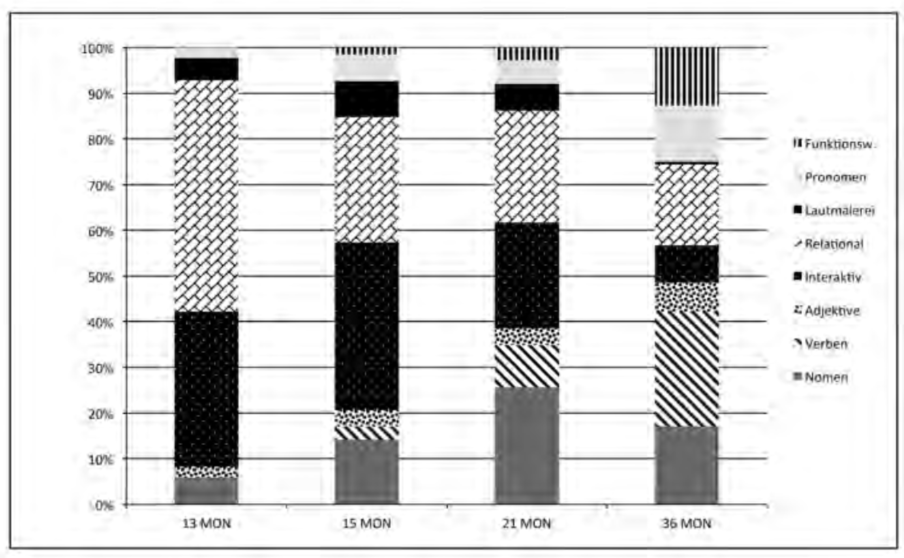 100%
90%
80%
70%
60%
50%
40%
30%
20%
10%
0%
13 MON
15 MON
21 MON
36 MON
Funktionsw.
Pronomen
Lautmalerei
Relational
Interaktiv
Adjektive
Verben
Nomen